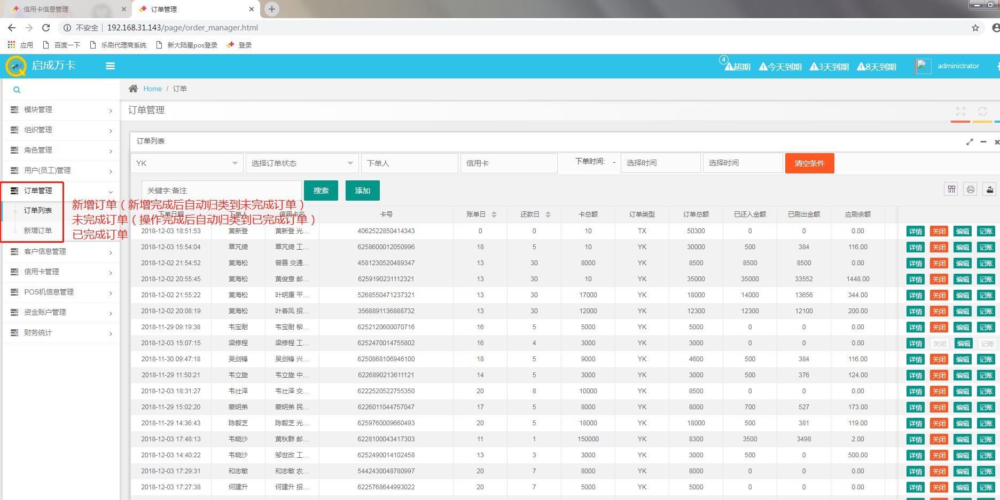 信用卡信息管理
订单管理
不安全 192.168.31.143/page/order_manager.html
应用 百度一下 乐刷代理商系统 新大陆星pos登录 登录
启成万卡
4
超期 今天到期 3天到期 8天到期 administrator
Home / 订单
订单管理
模块管理
组织管理
角色管理
用户(员工)管理
订单管理
订单列表
新增订单
客户信息管理
信用卡管理
POS机信息管理
资金账户管理
财务统计
新增订单（新增完成后自动归类到未完成订单）
未完成订单（操作完成后自动归类到已完成订单）
已完成订单
订单列表
YK 选择订单状态 下单人 信用卡 下单时间: - 选择时间 选择时间 清空条件
关键字:备注 搜索 添加
下单日期 下单人 信用卡名 卡号 账单日 还款日 卡总额 订单类型 订单总额 已还入金额 已刷出金额 应刷余额
2018-12-03 18:51:53 黄新登 黄新登 光... 4062522850414343 0 0 10 TX 50300 0 0 0.00 详情 关闭 编辑 记账
2018-12-03 15:54:04 覃芃绮 覃芃绮 工... 6258600012050996 18 5 10 YK 30000 500 384 116.00 详情 关闭 编辑 记账
2018-12-02 21:54:52 黄海松 曾慕 交通... 4581230520489347 13 30 8000 YK 8500 8500 8500 0.00 详情 关闭 编辑 记账
2018-12-02 20:55:45 黄海松 黄俊意 邮... 6259190231112321 13 30 10 YK 35000 35000 33552 1448.00 详情 关闭 编辑 记账
2018-12-02 21:55:22 黄海松 叶明康 平... 5268550471237321 13 30 17000 YK 18000 14000 13656 344.00 详情 关闭 编辑 记账
2018-12-02 20:08:19 黄海松 叶春凤 招... 3568891136888732 13 30 12000 YK 12300 12300 12100 200.00 详情 关闭 编辑 记账
2018-11-29 09:19:38 韦宝耐 韦宝耐 柳... 6252120600070716 16 5 5000 YK 5000 0 0 0.00 详情 关闭 编辑 记账
2018-12-03 15:07:15 梁修程 梁修程 工... 6252470014755802 16 4 3000 YK 3000 0 0 0.00 详情 关闭 编辑 记账
2018-11-30 09:47:18 吴剑锋 吴剑锋 兴... 6250868106946100 18 5 9000 YK 4600 500 384 116.00 详情 关闭 编辑 记账
2018-11-29 11:50:21 韦立旋 韦立旋 中... 6226890213611121 14 5 3000 YK 3000 500 376 124.00 详情 关闭 编辑 记账
2018-12-03 18:31:27 韦壮泽 韦壮泽 交... 6222520522755350 20 8 10000 YK 8500 0 0 0.00 详情 关闭 编辑 记账
2018-11-29 15:02:20 蒙明弟 蒙明弟 民... 6226011044757047 17 5 8000 YK 8000 700 527 173.00 详情 关闭 编辑 记账
2018-11-29 14:36:43 陈毅芝 陈毅芝 光... 6259760009660493 20 5 18000 YK 18000 500 381 119.00 详情 关闭 编辑 记账
2018-12-03 17:48:13 韦晓沙 黄秋群 邮... 6228100043417303 11 1 150000 YK 8300 3500 3498 2.00 详情 关闭 编辑 记账
2018-12-03 14:40:22 韦晓沙 邹世改 工... 6252490014102458 13 3 3000 YK 3000 500 0 500.00 详情 关闭 编辑 记账
2018-12-03 17:29:31 和志敏 和志敏 农... 5442430048780997 20 7 8000 YK 8000 0 0 0.00 详情 关闭 编辑 记账
2018-12-03 17:27:38 何建升 何建升 招... 6225768644993022 20 7 5000 YK 5000 0 0 0.00 详情 关闭 编辑 记账